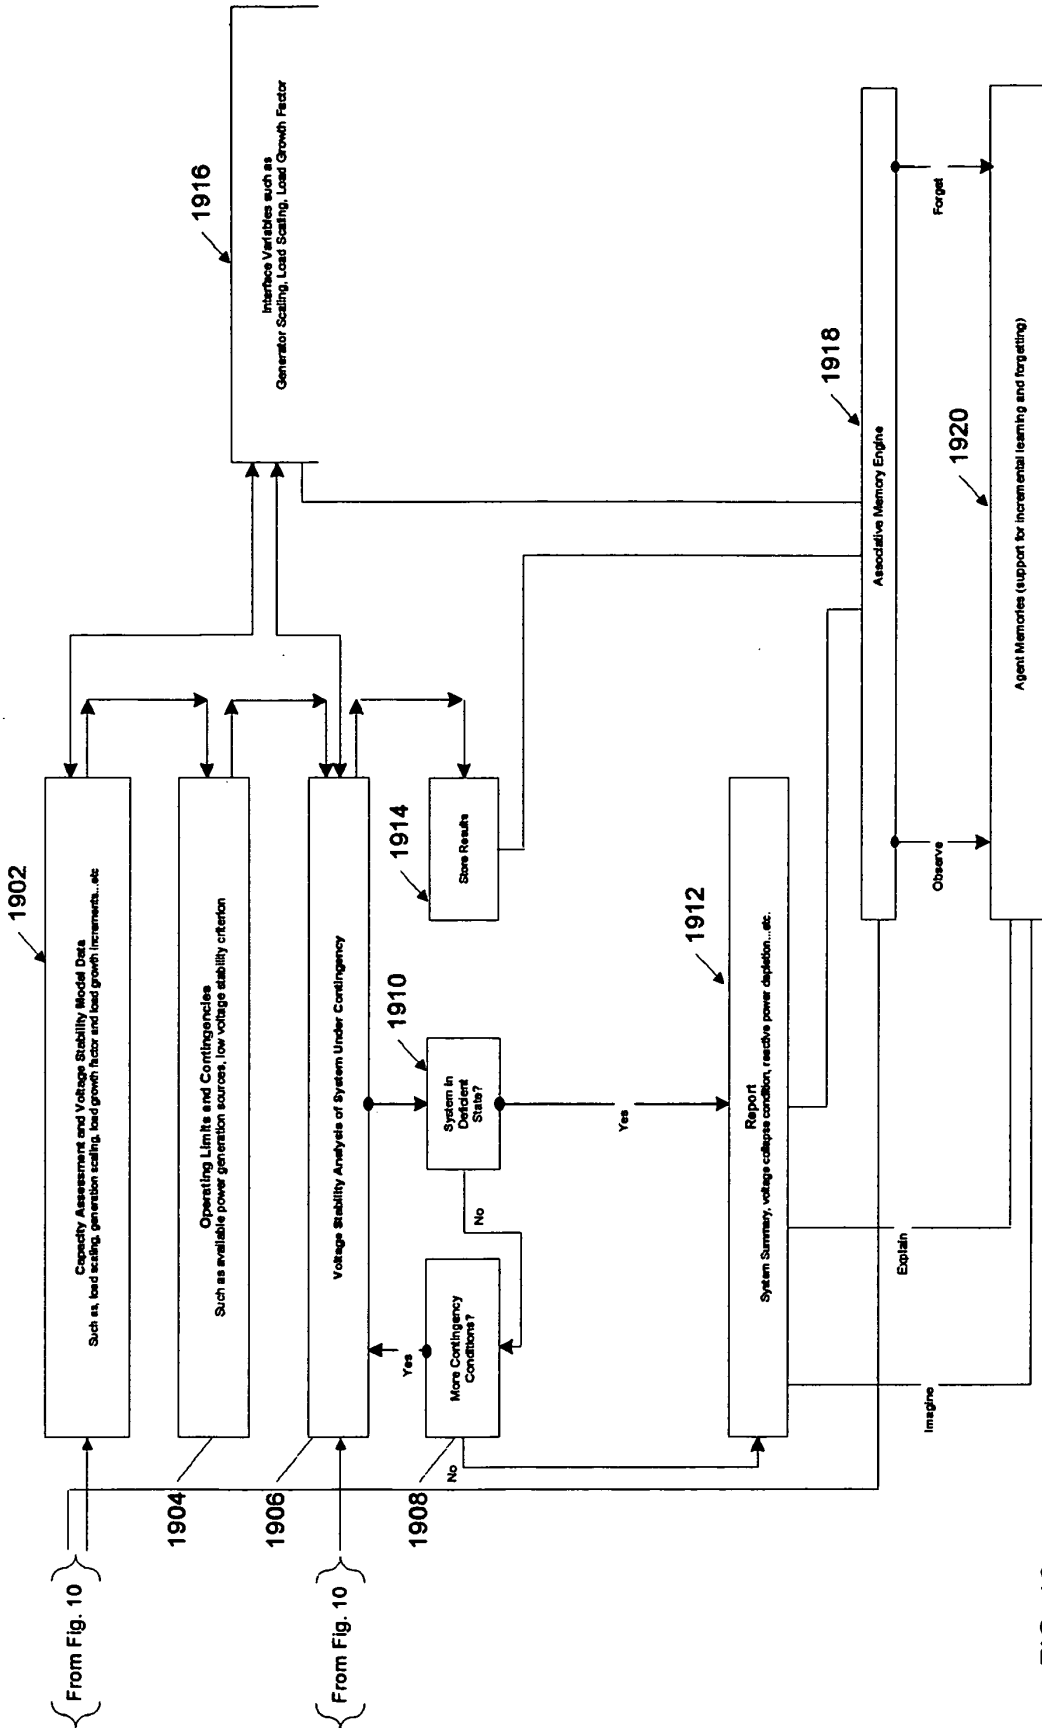 From Fig. 10
From Fig. 10
1902
Capacity Assessment and Voltage Stability Model Data
Such as, load scaling, generation scaling, load growth factor and load growth increments...etc
1904
Operating Limits and Contingencies
Such as available power generation sources, low voltage stability criterion
1906
Voltage Stability Analysis of System Under Contingency
1908
More Contingency
Conditions?
Yes
No
No
1910
System in
Deficient
State?
Yes
1914
Store Results
1912
Report
System Summary, voltage collapse condition, reactive power depletion...etc.
1916
Interface Variables such as
Generator Scaling, Load Scaling, Load Growth Factor
1918
Associative Memory Engine
Imagine
Explain
Observe
Forget
1920
Agent Memories (support for incremental learning and forgetting)